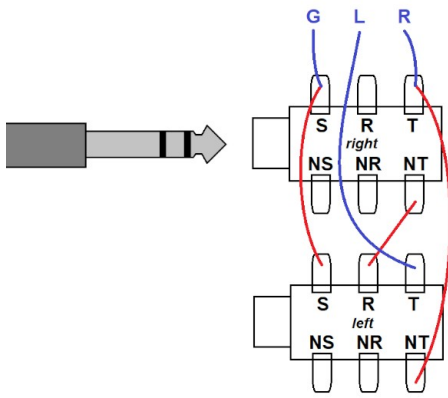 G L R
S R T
right
NS NR NT
S R T
left
NS NR NT